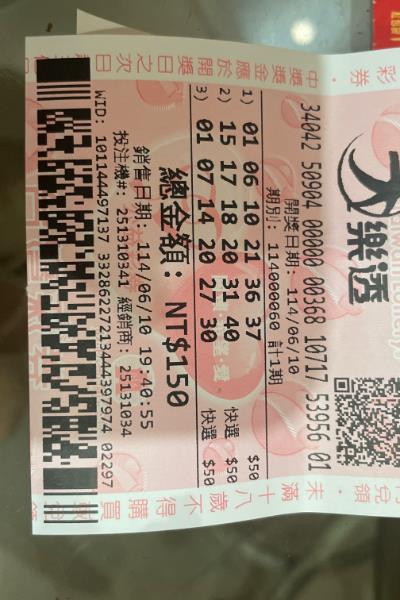 大樂透
34042 50904 00000 00368 10717 53956 01
開獎日期: 114/06/10
期別: 114000060 計1期
1) 01 06 10 21 36 37 $50
2) 15 17 18 20 31 40 快選 $50
3) 01 07 14 20 27 30 快選 $50
總金額: NT$150
銷售日期: 114/06/10 19:40:55
投注機#: 251310341 經銷商: 25131034
WID: 101144497137 3328622721344439797​4 02297
彩券
中獎獎金應於開獎日之次日
未滿十八歲不得購買